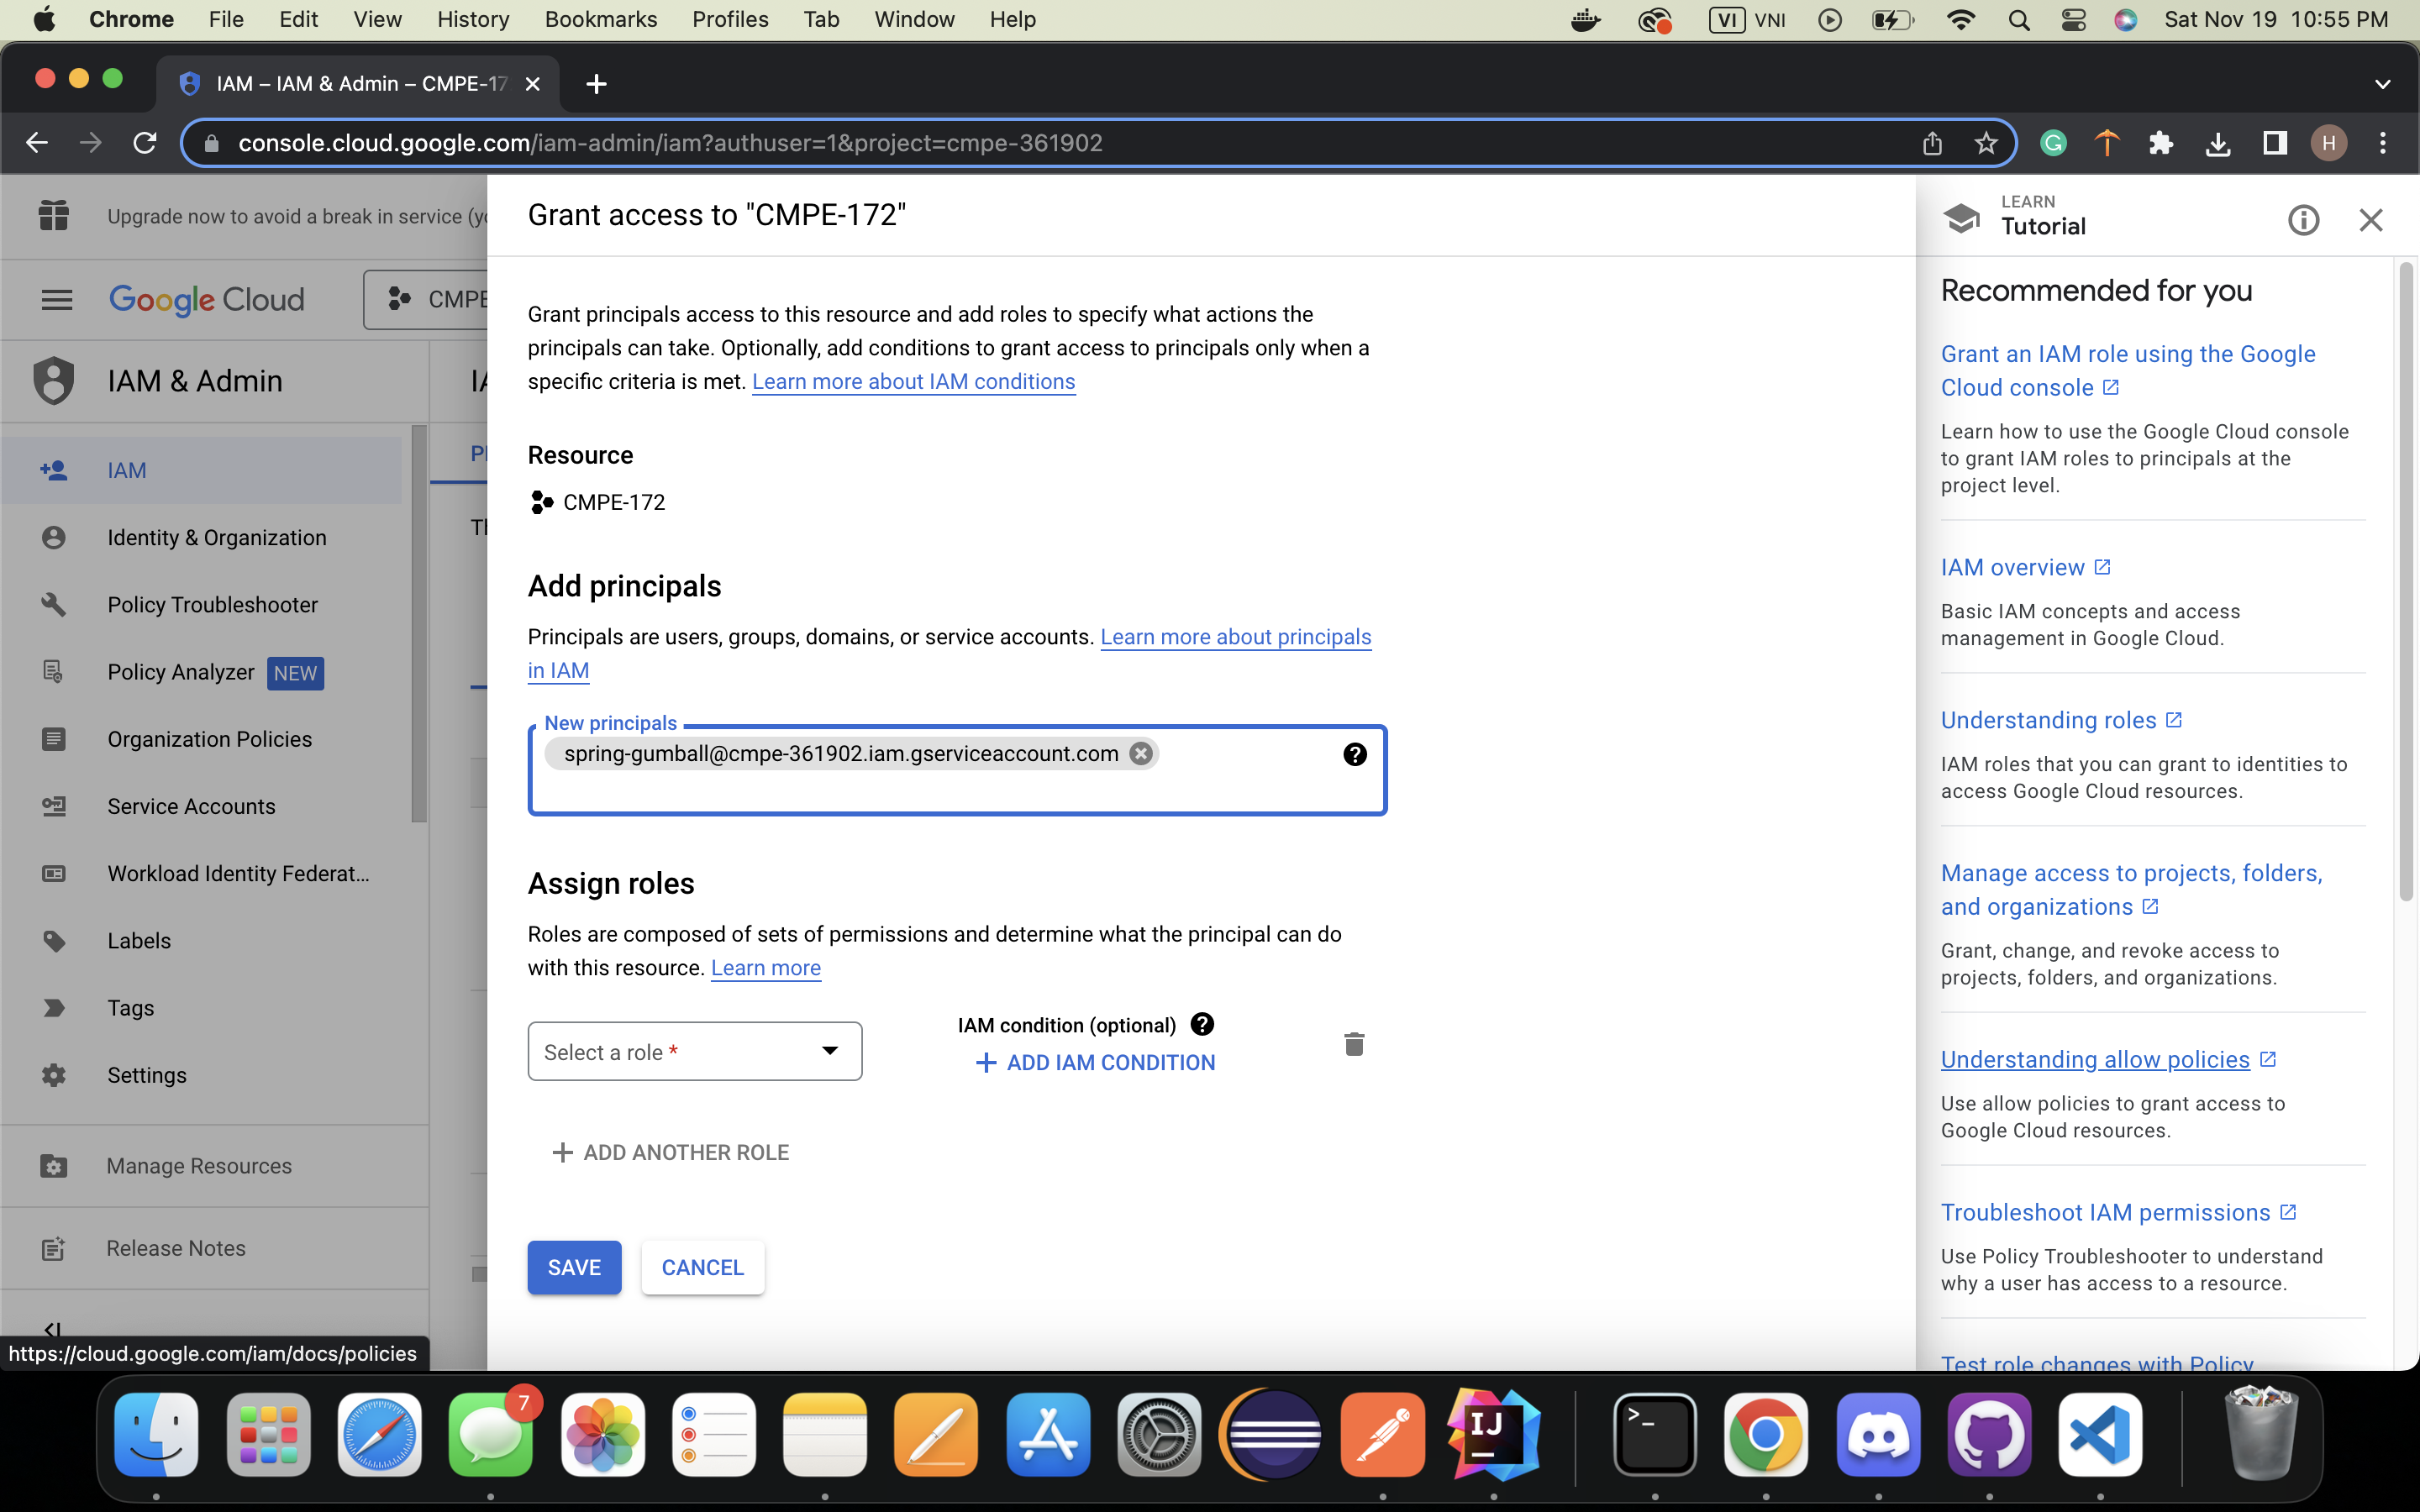 Chrome File Edit View History Bookmarks Profiles Tab Window Help VI VNI Sat Nov 19 10:55 PM
IAM – IAM & Admin – CMPE-17
console.cloud.google.com/iam-admin/iam?authuser=1&project=cmpe-361902
H
Upgrade now to avoid a break in service (yo
Google Cloud
CMPE
IAM & Admin
IA
IAM
Identity & Organization
Policy Troubleshooter
Policy Analyzer NEW
Organization Policies
Service Accounts
Workload Identity Federat...
Labels
Tags
Settings
Manage Resources
Release Notes
https://cloud.google.com/iam/docs/policies
Grant access to "CMPE-172"
Grant principals access to this resource and add roles to specify what actions the
principals can take. Optionally, add conditions to grant access to principals only when a
specific criteria is met. Learn more about IAM conditions
Resource
CMPE-172
Add principals
Principals are users, groups, domains, or service accounts. Learn more about principals
in IAM
New principals
spring-gumball@cmpe-361902.iam.gserviceaccount.com
Assign roles
Roles are composed of sets of permissions and determine what the principal can do
with this resource. Learn more
Select a role *
IAM condition (optional)
+ ADD IAM CONDITION
+ ADD ANOTHER ROLE
SAVE
CANCEL
LEARN
Tutorial
Recommended for you
Grant an IAM role using the Google
Cloud console
Learn how to use the Google Cloud console
to grant IAM roles to principals at the
project level.
IAM overview
Basic IAM concepts and access
management in Google Cloud.
Understanding roles
IAM roles that you can grant to identities to
access Google Cloud resources.
Manage access to projects, folders,
and organizations
Grant, change, and revoke access to
projects, folders, and organizations.
Understanding allow policies
Use allow policies to grant access to
Google Cloud resources.
Troubleshoot IAM permissions
Use Policy Troubleshooter to understand
why a user has access to a resource.
Test role changes with Policy
7
IJ